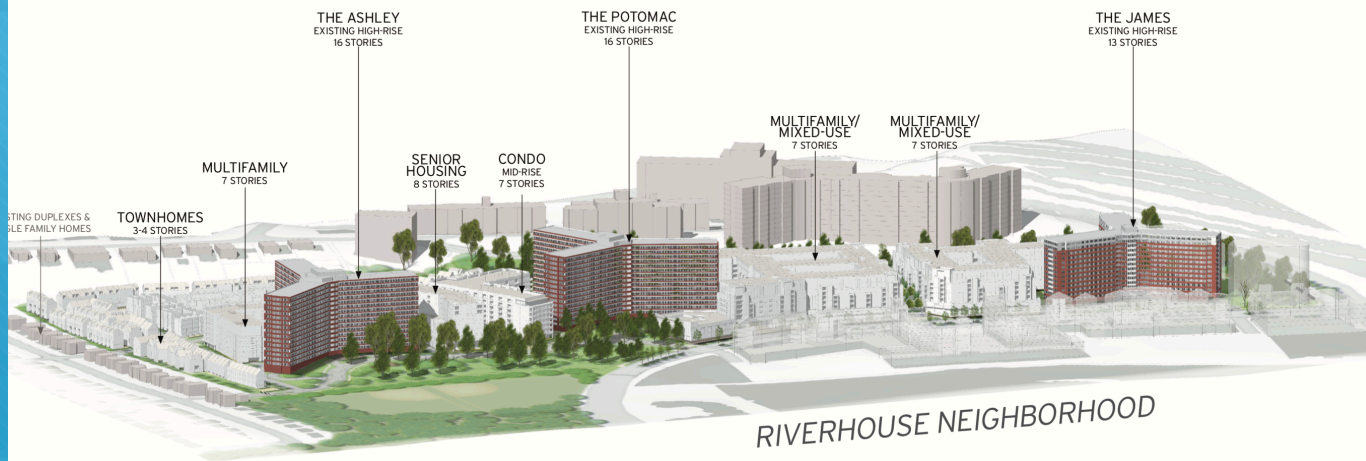 THE ASHLEY
EXISTING HIGH-RISE
16 STORIES
THE POTOMAC
EXISTING HIGH-RISE
16 STORIES
THE JAMES
EXISTING HIGH-RISE
13 STORIES
MULTIFAMILY/
MIXED-USE
7 STORIES
MULTIFAMILY/
MIXED-USE
7 STORIES
MULTIFAMILY
7 STORIES
SENIOR
HOUSING
8 STORIES
CONDO
MID-RISE
7 STORIES
DUPLEXES &
FAMILY HOMES
TOWNHOMES
3-4 STORIES
RIVERHOUSE NEIGHBORHOOD